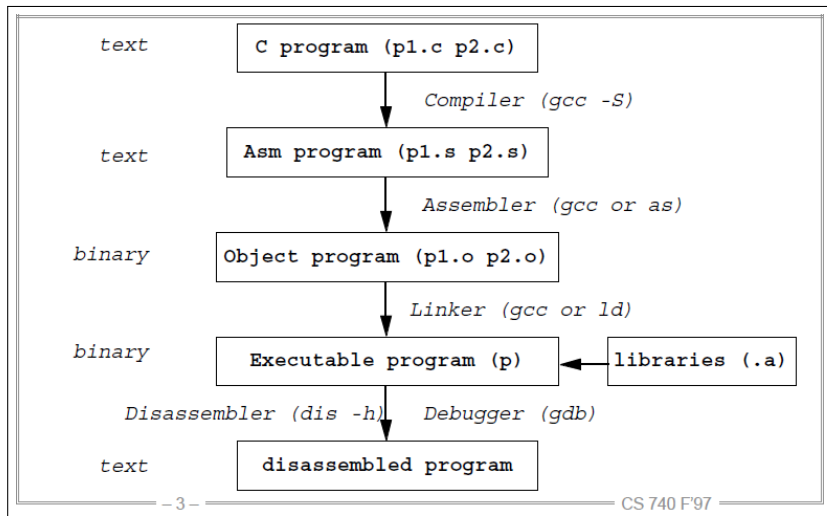 text
C program (p1.c p2.c)
Compiler (gcc -S)
text
Asm program (p1.s p2.s)
Assembler (gcc or as)
binary
Object program (p1.o p2.o)
Linker (gcc or ld)
binary
Executable program (p)
libraries (.a)
Disassembler (dis -h)
Debugger (gdb)
text
disassembled program
– 3 –
CS 740 F'97